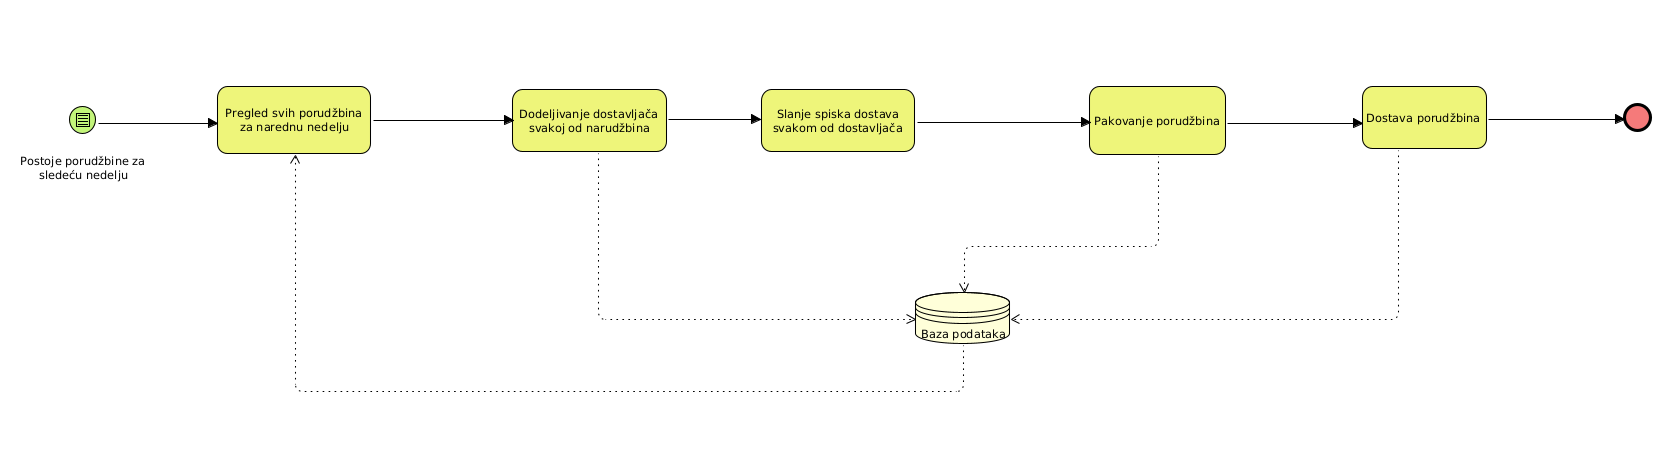 Postoje porudžbine za
sledeću nedelju
Pregled svih porudžbina
za narednu nedelju
Dodeljivanje dostavljača
svakoj od narudžbina
Slanje spiska dostava
svakom od dostavljača
Pakovanje porudžbina
Dostava porudžbina
Baza podataka